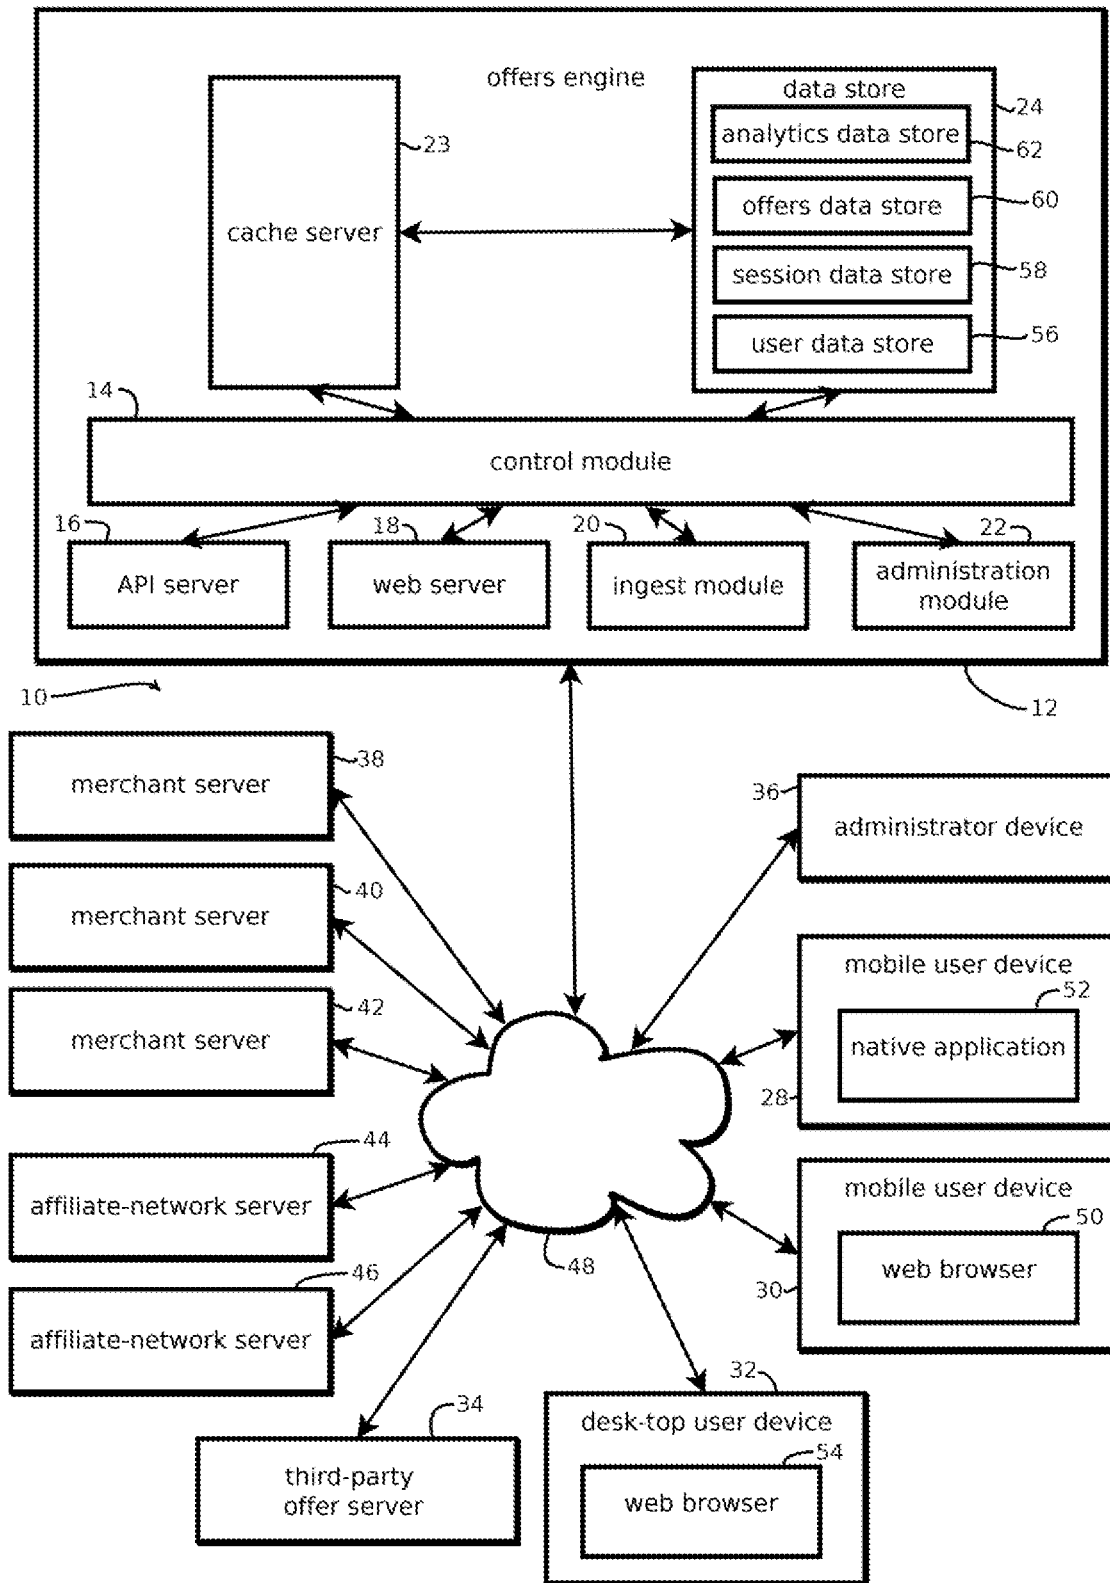 offers engine
data store
24
analytics data store
62
23
offers data store
60
cache server
session data store
58
user data store
56
14
control module
16
18
20
22
API server
web server
ingest module
administration
module
10
12
merchant server
38
36
administrator device
merchant server
40
mobile user device
52
native application
28
merchant server
42
44
affiliate-network server
mobile user device
50
web browser
30
46
affiliate-network server
48
34
third-party
offer server
32
desk-top user device
54
web browser